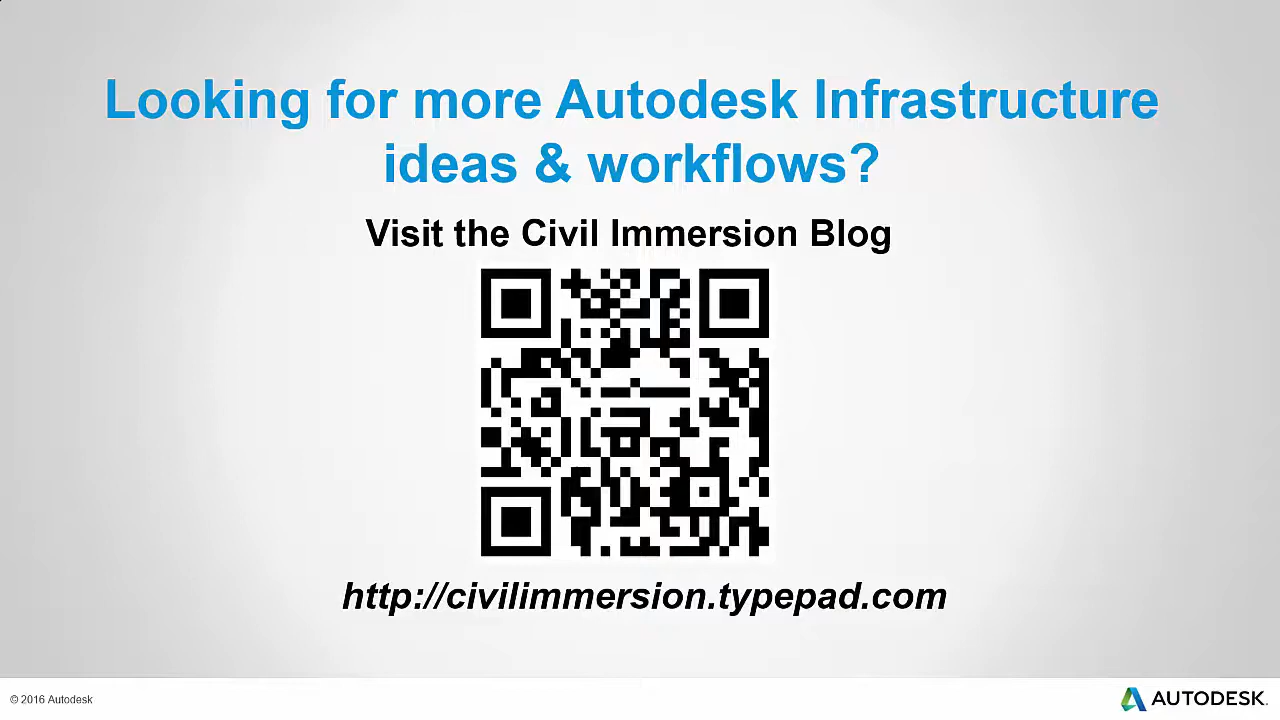 Looking for more Autodesk Infrastructure
ideas & workflows?
Visit the Civil Immersion Blog
http://civilimmersion.typepad.com
© 2016 Autodesk
AUTODESK.